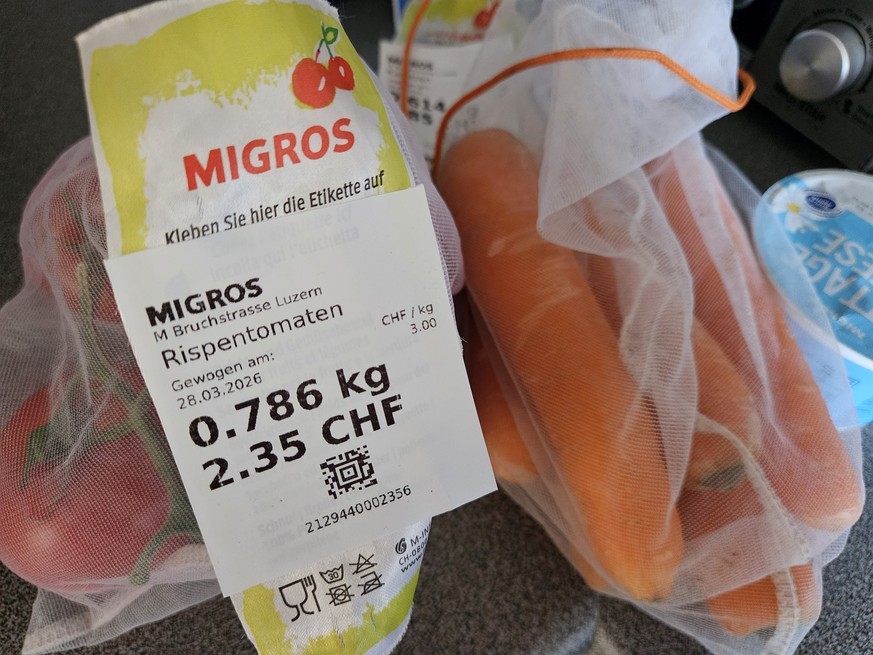 MIGROS
Kleben Sie hier die Etikette auf
MIGROS
M Bruchstrasse Luzern
Rispentomaten
CHF / kg
3.00
Gewogen am:
28.03.2026
0.786 kg
2.35 CHF
2129440002356
30